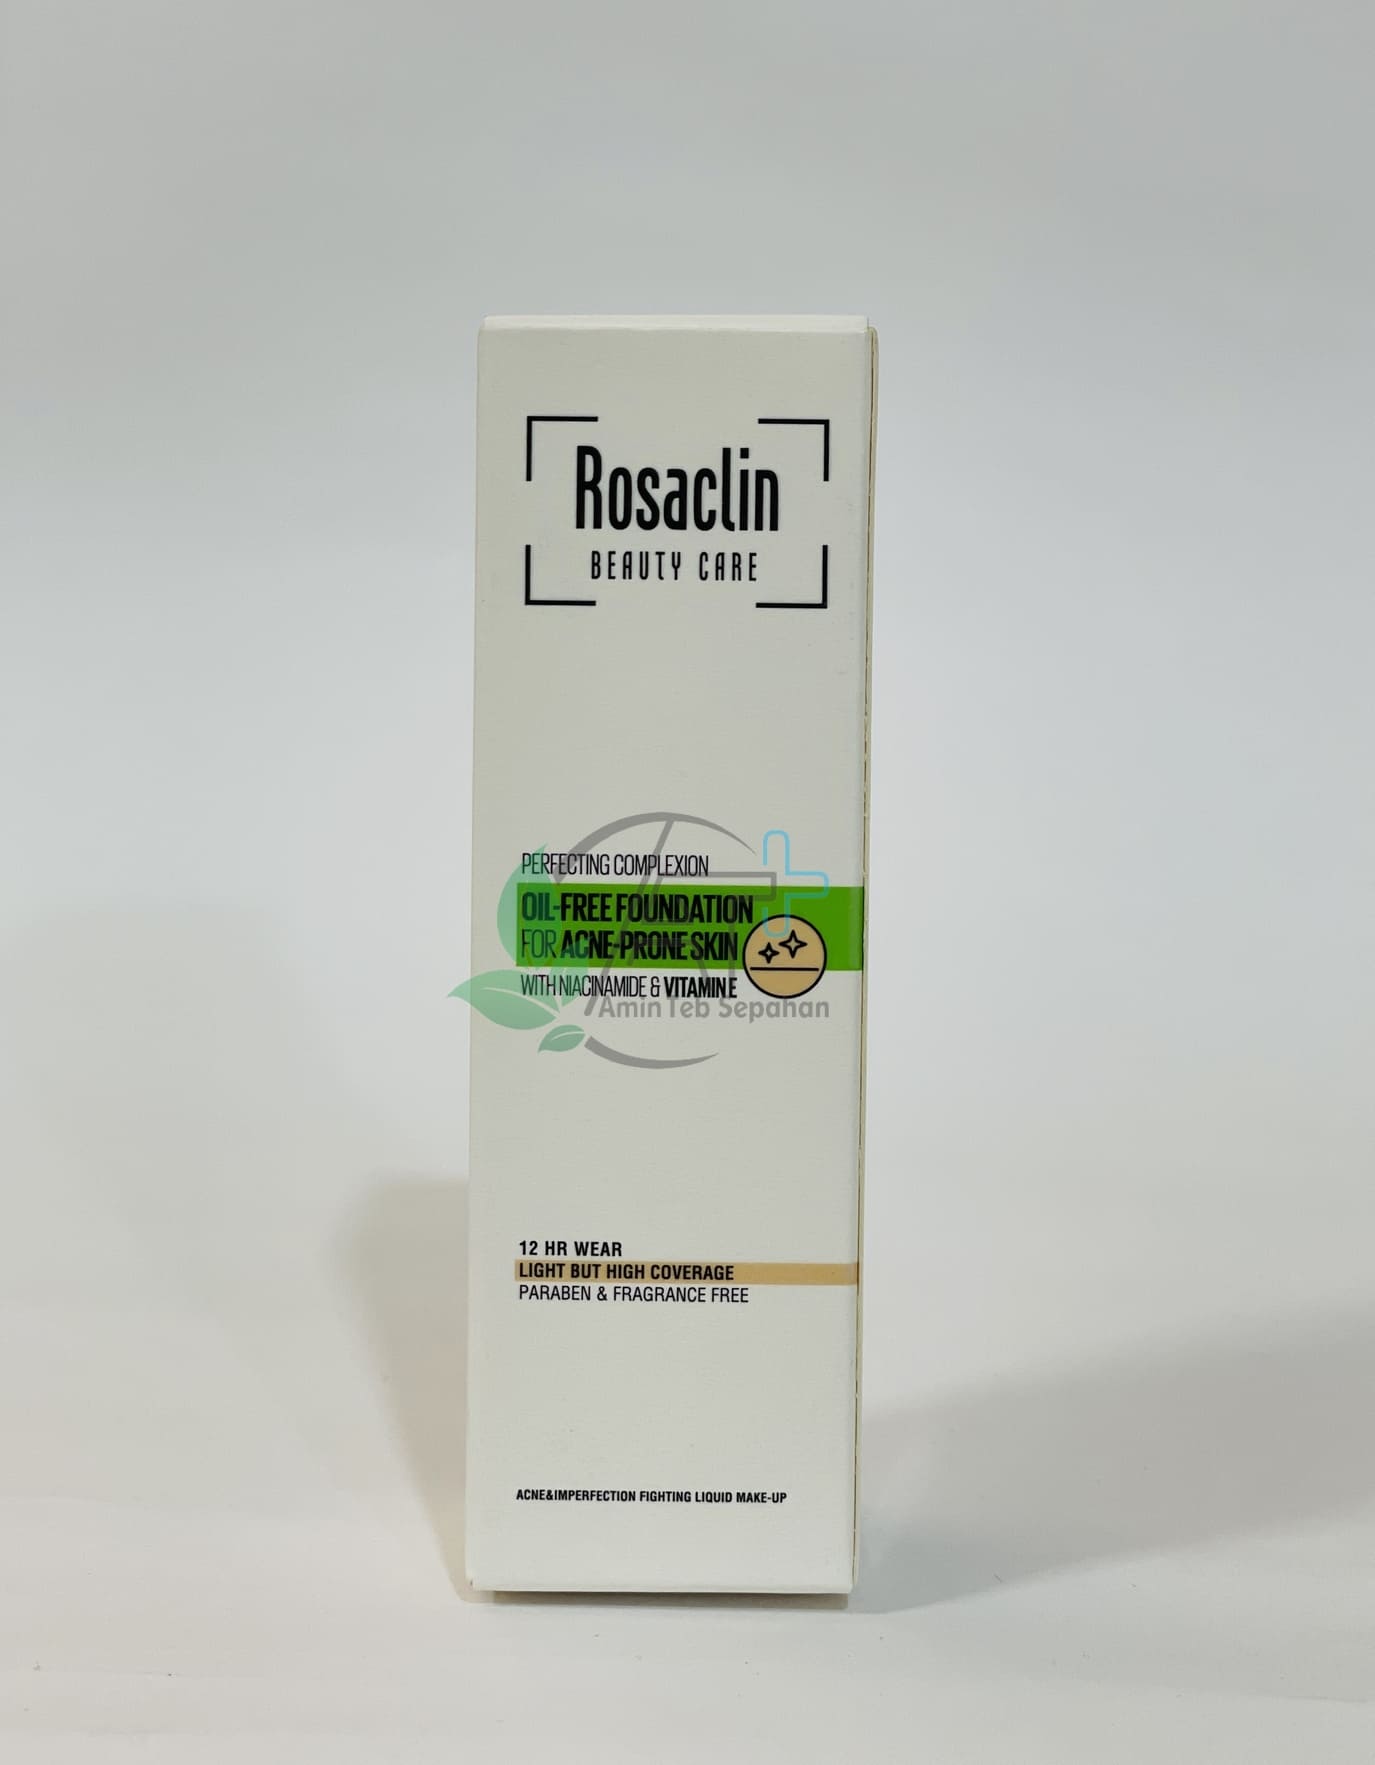 Rosaclin
BEAUTY CARE
PERFECTING COMPLEXION
OIL-FREE FOUNDATION
FOR ACNE-PRONE SKIN
WITH NIACINAMIDE & VITAMIN E
Amin Teb Sepahan
12 HR WEAR
LIGHT BUT HIGH COVERAGE
PARABEN & FRAGRANCE FREE
ACNE&IMPERFECTION FIGHTING LIQUID MAKE-UP